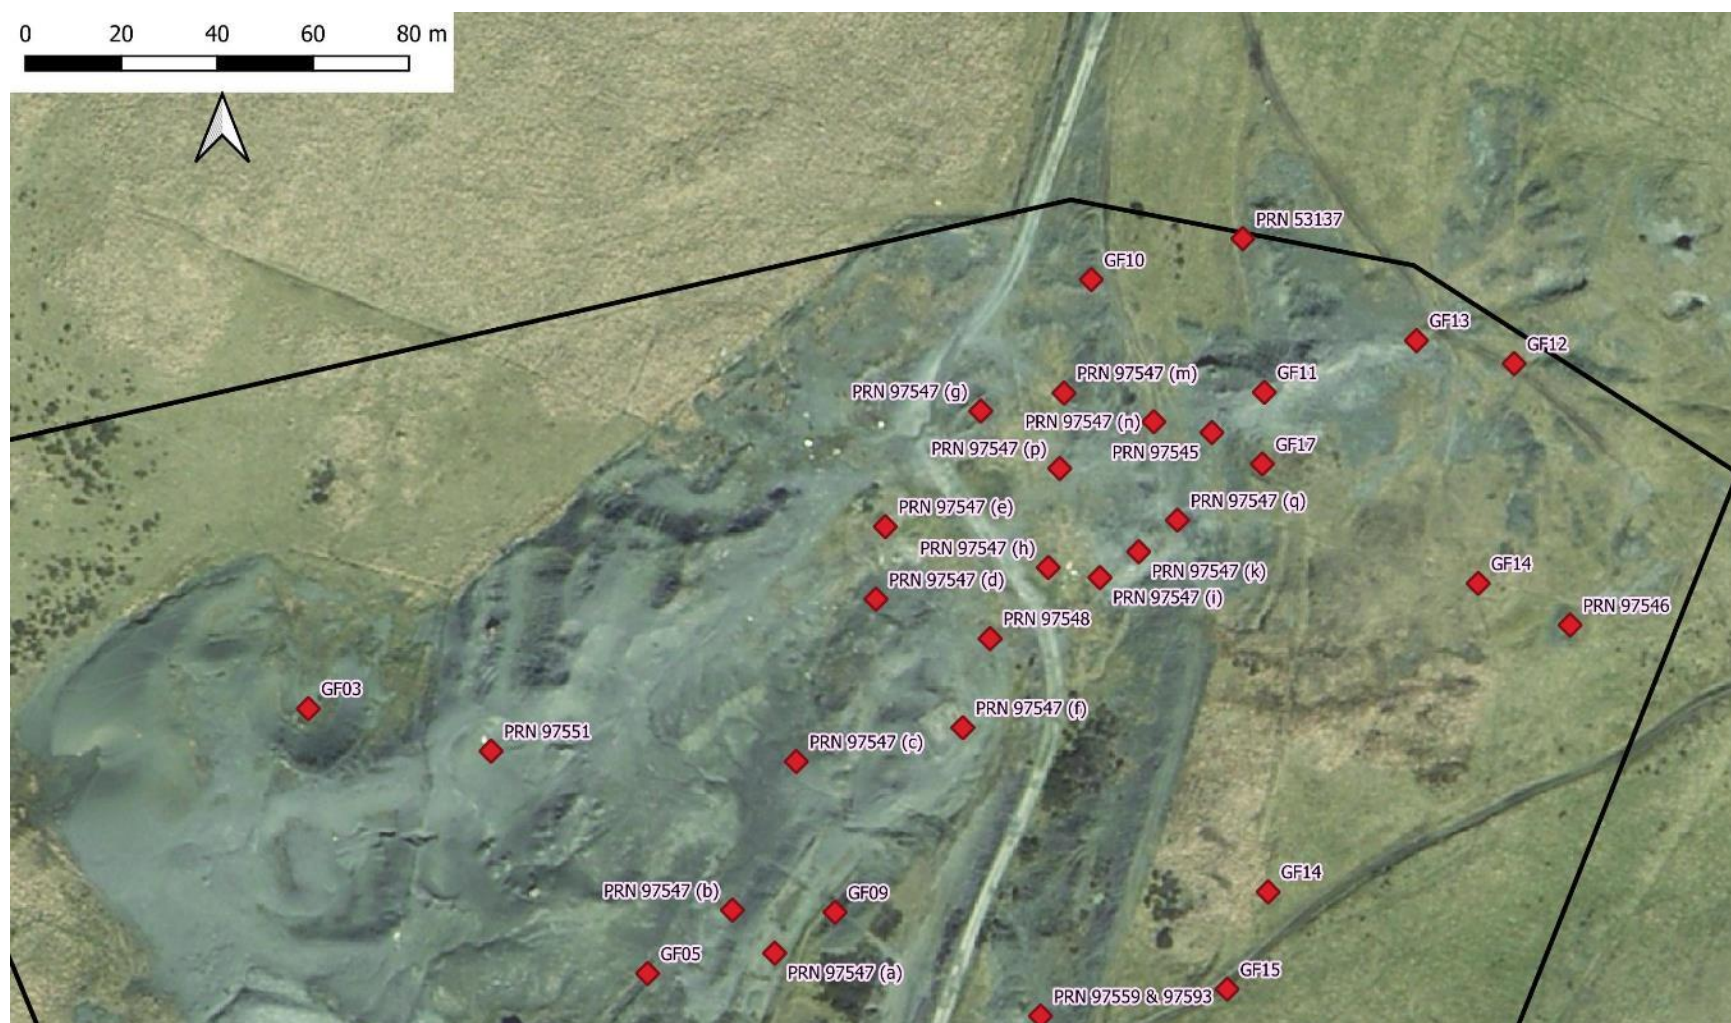 0 20 40 60 80 m
PRN 53137
GF10
GF13
GF12
PRN 97547 (m)
GF11
PRN 97547 (g)
PRN 97547 (n)
PRN 97547 (p)
PRN 97545
GF17
PRN 97547 (e)
PRN 97547 (q)
PRN 97547 (h)
PRN 97547 (k)
PRN 97547 (d)
PRN 97547 (i)
GF14
PRN 97546
PRN 97548
GF03
PRN 97547 (f)
PRN 97551
PRN 97547 (c)
PRN 97547 (b)
GF09
GF14
GF05
PRN 97547 (a)
GF15
PRN 97559 & 97593